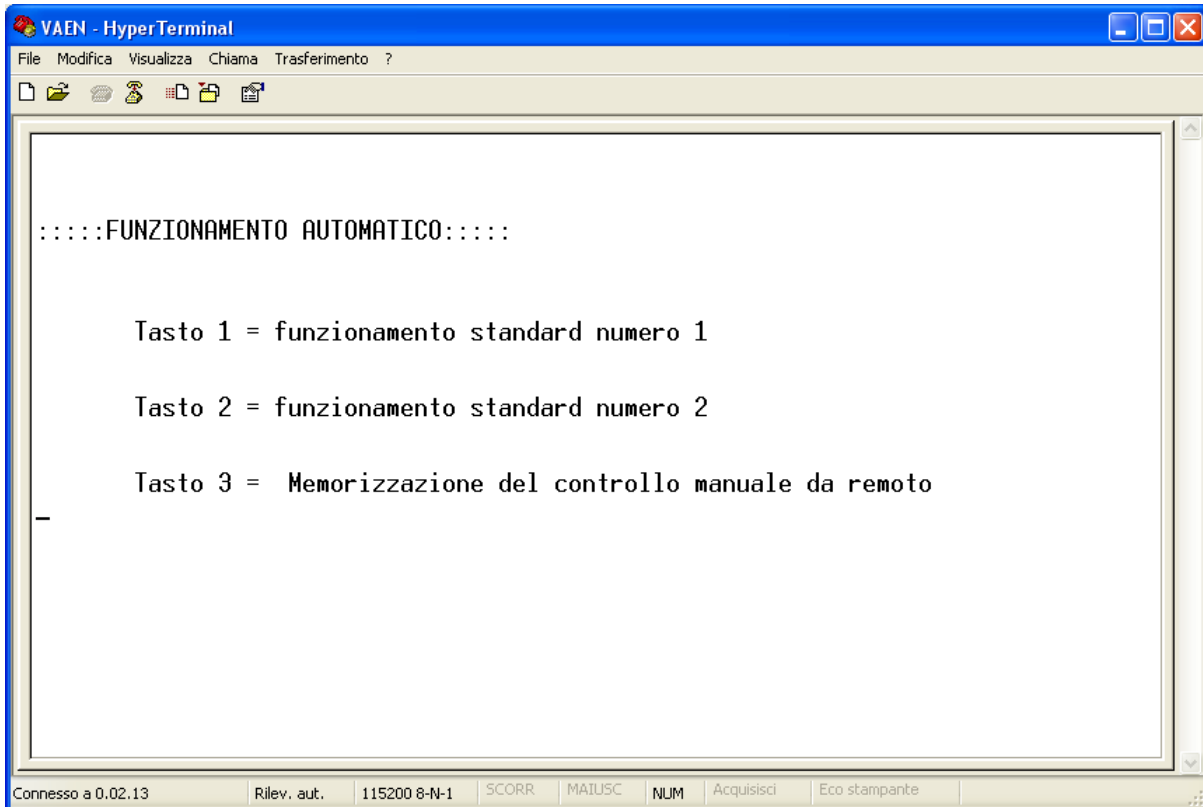 VAEN - HyperTerminal
File Modifica Visualizza Chiama Trasferimento ?
:::::FUNZIONAMENTO AUTOMATICO:::::
Tasto 1 = funzionamento standard numero 1
Tasto 2 = funzionamento standard numero 2
Tasto 3 =  Memorizzazione del controllo manuale da remoto
Connesso a 0.02.13 Rilev. aut. 115200 8-N-1 SCORR MAIUSC NUM Acquisisci Eco stampante